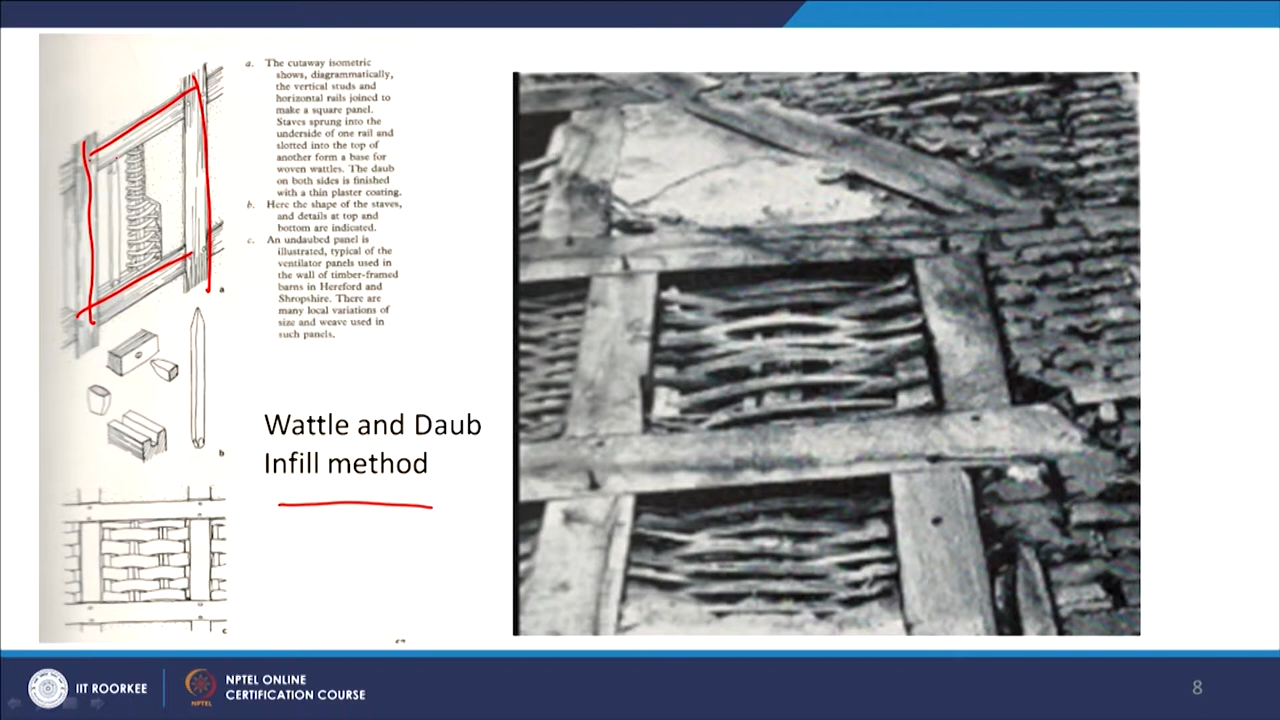 a. The cutaway isometric
shows, diagrammatically,
the vertical studs and
horizontal rails joined to
make a square panel.
Staves sprung into the
underside of one rail and
slotted into the top of
another form a base for
woven wattles. The daub
on both sides is finished
with a thin plaster coating.
b. Here the shape of the staves,
and details at top and
bottom are indicated.
c. An undaubed panel is
illustrated, typical of the
ventilator panels used in
the wall of timber-framed
barns in Hereford and
Shropshire. There are
many local variations of
size and weave used in
such panels.
a
b
c
Wattle and Daub
Infill method
IIT ROORKEE
NPTEL
NPTEL ONLINE
CERTIFICATION COURSE
8